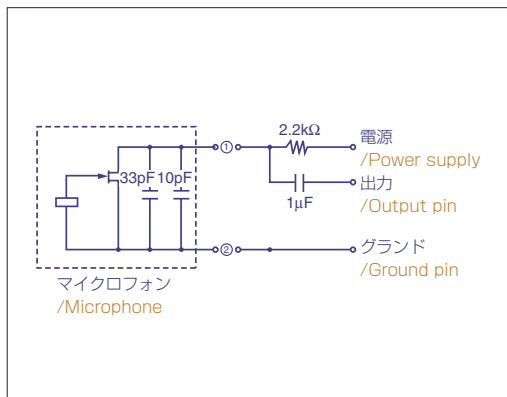 2.2kΩ
電源
/Power supply
①
33pF 10pF
出力
/Output pin
1μF
②
グランド
/Ground pin
マイクロフォン
/Microphone